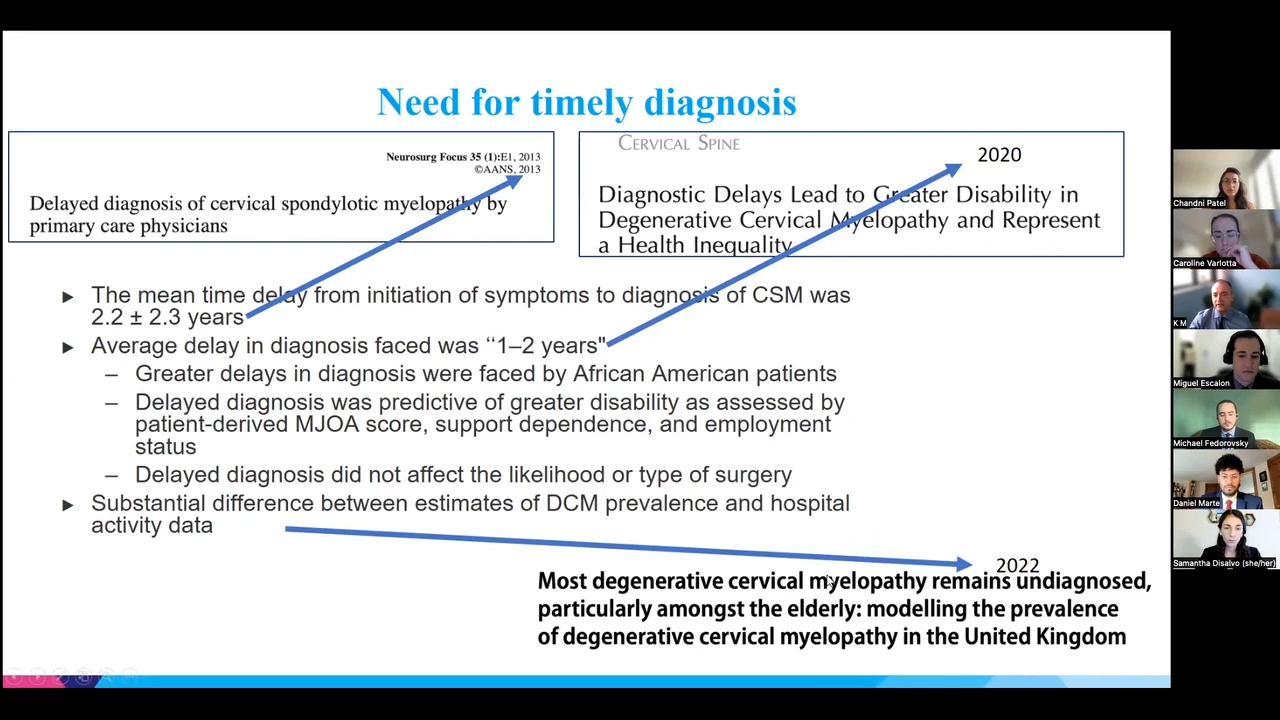 Need for timely diagnosis
Neurosurg Focus 35 (1):E1, 2013
©AANS, 2013
Delayed diagnosis of cervical spondylotic myelopathy by
primary care physicians
CERVICAL SPINE
2020
Diagnostic Delays Lead to Greater Disability in
Degenerative Cervical Myelopathy and Represent
a Health Inequality
► The mean time delay from initiation of symptoms to diagnosis of CSM was
2.2 ± 2.3 years
► Average delay in diagnosis faced was ‘‘1–2 years"
– Greater delays in diagnosis were faced by African American patients
– Delayed diagnosis was predictive of greater disability as assessed by
patient-derived MJOA score, support dependence, and employment
status
– Delayed diagnosis did not affect the likelihood or type of surgery
► Substantial difference between estimates of DCM prevalence and hospital
activity data
2022
Most degenerative cervical myelopathy remains undiagnosed,
particularly amongst the elderly: modelling the prevalence
of degenerative cervical myelopathy in the United Kingdom
Chandni Patel
Caroline Varlotta
K M
Miguel Escalon
Michael Fedorovsky
Daniel Marte
Samantha Disalvo (she/her)